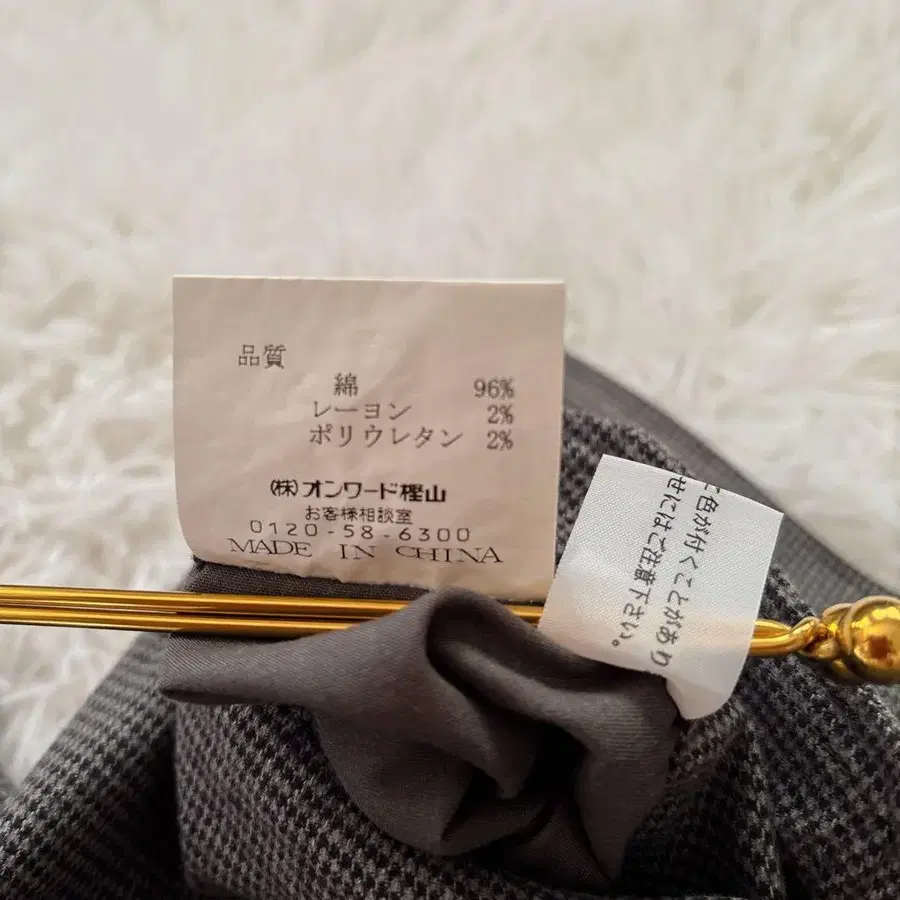 品質
綿 96%
レーヨン 2%
ポリウレタン 2%
(株)オンワード樫山
お客様相談室
0120-58-6300
MADE IN CHINA
色が付くことがあり
せにはご注意下さい。